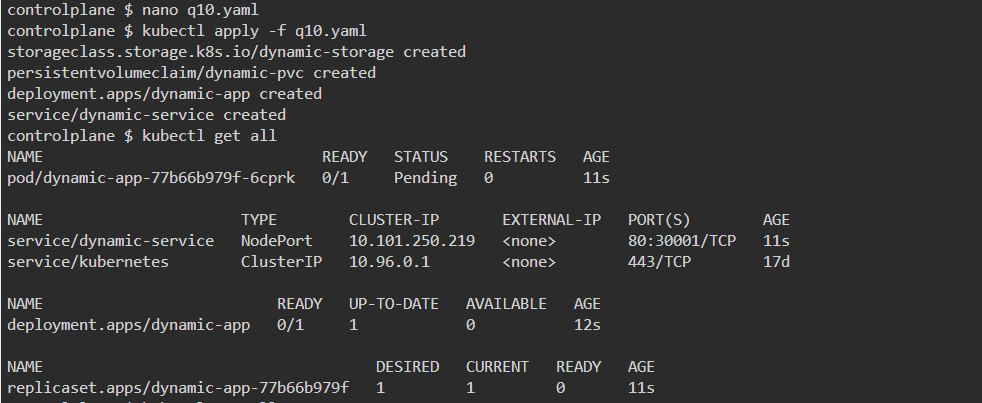 controlplane $ nano q10.yaml
controlplane $ kubectl apply -f q10.yaml
storageclass.storage.k8s.io/dynamic-storage created
persistentvolumeclaim/dynamic-pvc created
deployment.apps/dynamic-app created
service/dynamic-service created
controlplane $ kubectl get all
NAME READY STATUS RESTARTS AGE
pod/dynamic-app-77b66b979f-6cprk 0/1 Pending 0 11s
NAME TYPE CLUSTER-IP EXTERNAL-IP PORT(S) AGE
service/dynamic-service NodePort 10.101.250.219 <none> 80:30001/TCP 11s
service/kubernetes ClusterIP 10.96.0.1 <none> 443/TCP 17d
NAME READY UP-TO-DATE AVAILABLE AGE
deployment.apps/dynamic-app 0/1 1 0 12s
NAME DESIRED CURRENT READY AGE
replicaset.apps/dynamic-app-77b66b979f 1 1 0 11s